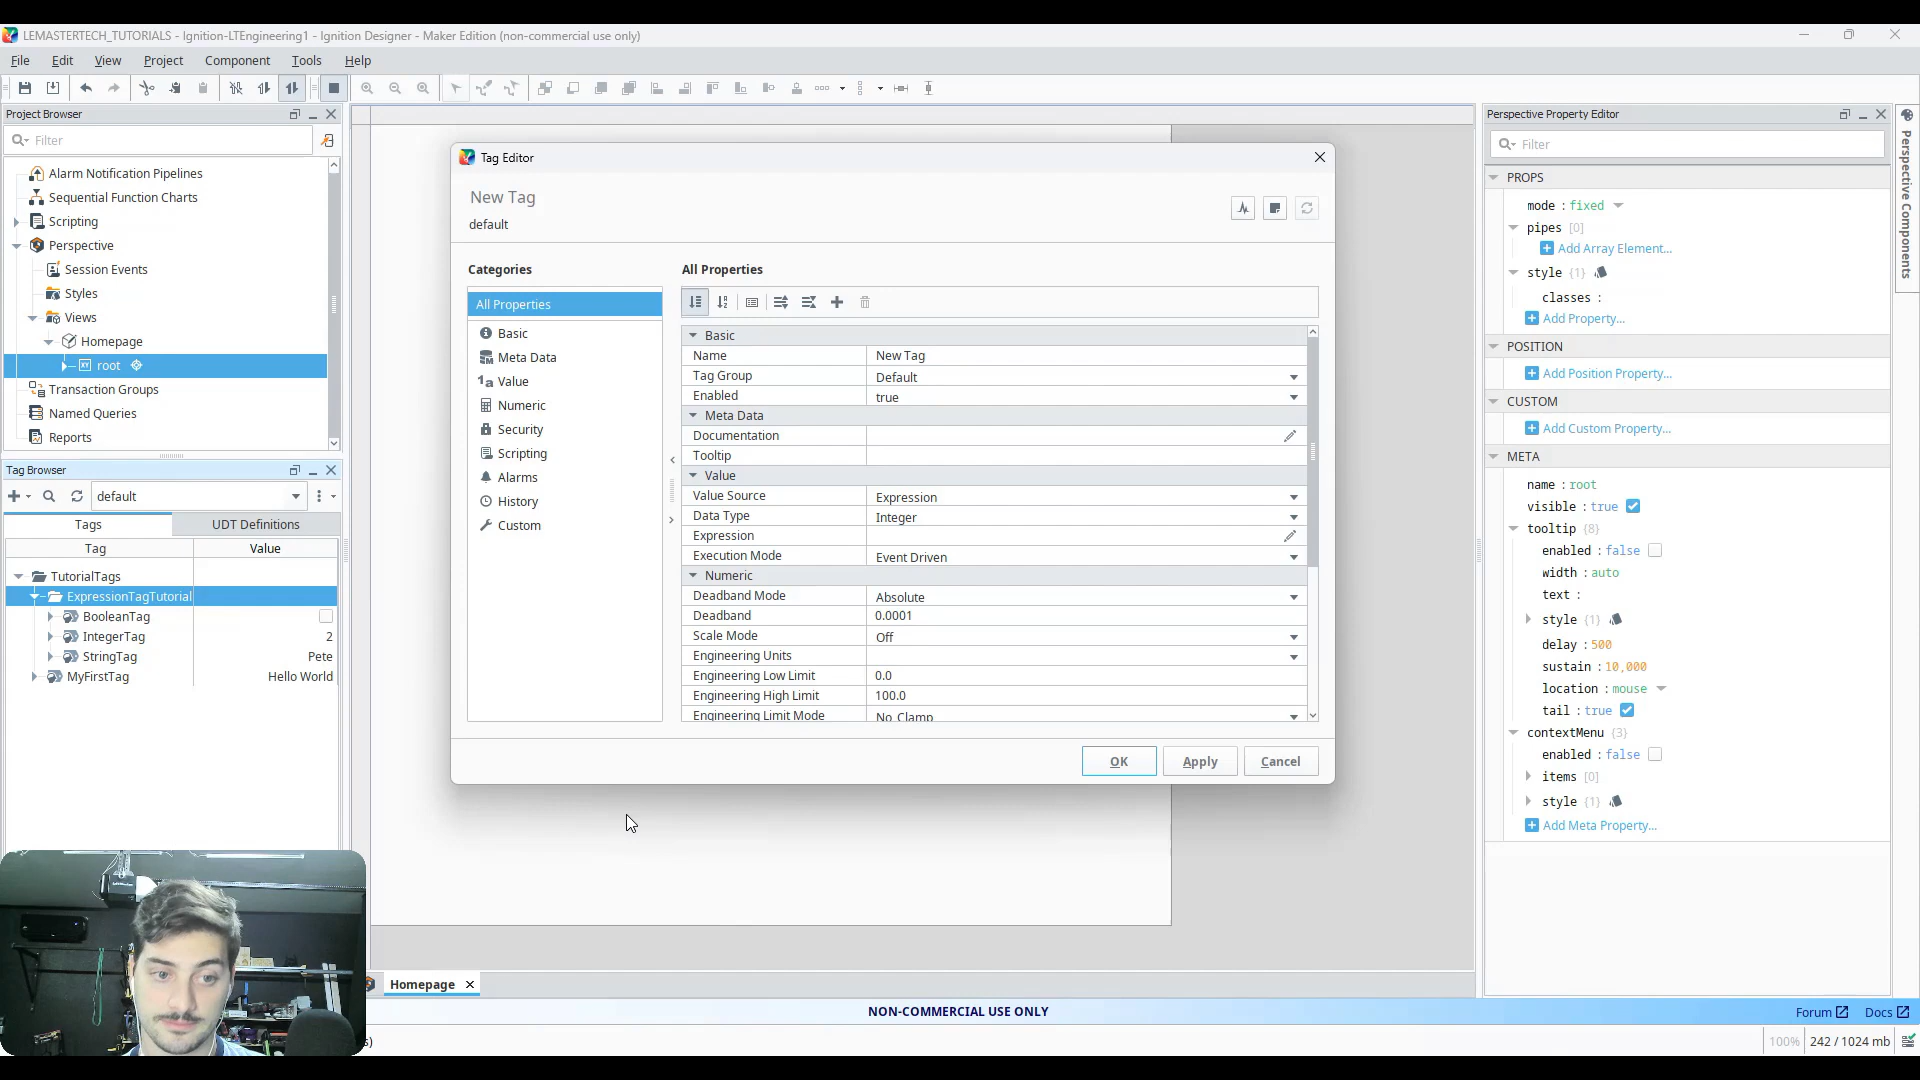 LEMASTERTECH_TUTORIALS - Ignition-LTEngineering1 - Ignition Designer - Maker Edition (non-commercial use only)
File Edit View Project Component Tools Help
Project Browser
Filter
Alarm Notification Pipelines
Sequential Function Charts
Scripting
Perspective
Session Events
Styles
Views
Homepage
root
Transaction Groups
Named Queries
Reports
Tag Browser
default
Tags UDT Definitions
Tag Value
TutorialTags
ExpressionTagTutorial
BooleanTag
IntegerTag 2
StringTag Pete
MyFirstTag Hello World
Tag Editor
New Tag
default
Categories
All Properties
Basic
Meta Data
Value
Numeric
Security
Scripting
Alarms
History
Custom
All Properties
Basic
Name New Tag
Tag Group Default
Enabled true
Meta Data
Documentation
Tooltip
Value
Value Source Expression
Data Type Integer
Expression
Execution Mode Event Driven
Numeric
Deadband Mode Absolute
Deadband 0.0001
Scale Mode Off
Engineering Units
Engineering Low Limit 0.0
Engineering High Limit 100.0
Engineering Limit Mode No_Clamp
OK Apply Cancel
Homepage
NON-COMMERCIAL USE ONLY
Perspective Property Editor
Filter
PROPS
mode : fixed
pipes [0]
Add Array Element...
style {1}
classes :
Add Property...
POSITION
Add Position Property...
CUSTOM
Add Custom Property...
META
name : root
visible : true
tooltip {8}
enabled : false
width : auto
text :
style {1}
delay : 500
sustain : 10,000
location : mouse
tail : true
contextMenu {3}
enabled : false
items [0]
style {1}
Add Meta Property...
Perspective Components
Forum Docs
100% 242 / 1024 mb